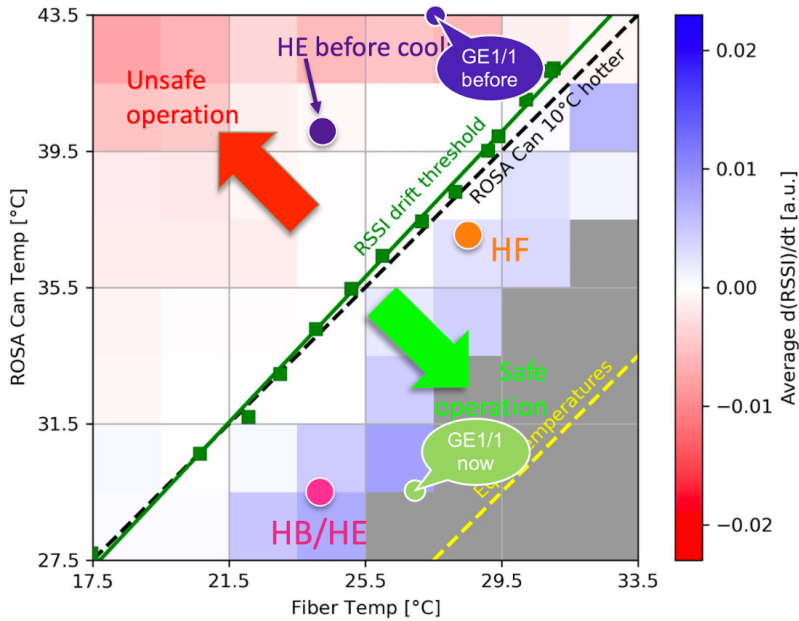 43.5
39.5
35.5
31.5
27.5
ROSA Can Temp [°C]
17.5
21.5
25.5
29.5
33.5
Fiber Temp [°C]
HE before cool
GE1/1
before
Unsafe
operation
RSSI drift threshold
ROSA Can 10°C hotter
HF
Safe
operation
GE1/1
now
HB/HE
0.02
0.01
0.00
−0.01
−0.02
Average d(RSSI)/dt [a.u.]